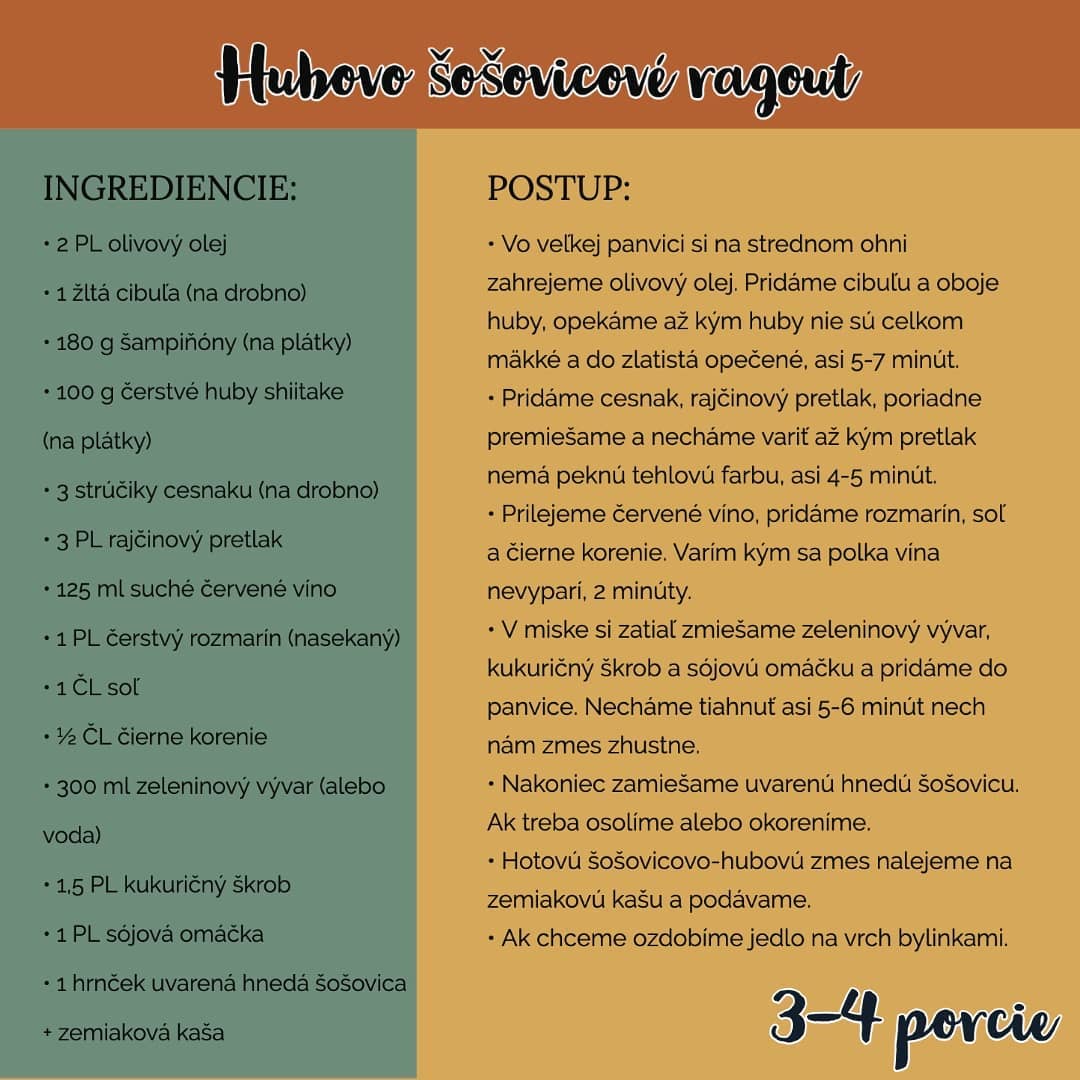 Hubovo šošovicové ragout
INGREDIENCIE:
• 2 PL olivový olej
• 1 žltá cibuľa (na drobno)
• 180 g šampiňóny (na plátky)
• 100 g čerstvé huby shiitake
(na plátky)
• 3 strúčiky cesnaku (na drobno)
• 3 PL rajčinový pretlak
• 125 ml suché červené víno
• 1 PL čerstvý rozmarín (nasekaný)
• 1 ČL soľ
• ½ ČL čierne korenie
• 300 ml zeleninový vývar (alebo
voda)
• 1,5 PL kukuričný škrob
• 1 PL sójová omáčka
• 1 hrnček uvarená hnedá šošovica
+ zemiaková kaša
POSTUP:
• Vo veľkej panvici si na strednom ohni
zahrejeme olivový olej. Pridáme cibuľu a oboje
huby, opekáme až kým huby nie sú celkom
mäkké a do zlatistá opečené, asi 5-7 minút.
• Pridáme cesnak, rajčinový pretlak, poriadne
premiešame a necháme variť až kým pretlak
nemá peknú tehlovú farbu, asi 4-5 minút.
• Prilejeme červené víno, pridáme rozmarín, soľ
a čierne korenie. Varím kým sa polka vína
nevyparí, 2 minúty.
• V miske si zatiaľ zmiešame zeleninový vývar,
kukuričný škrob a sójovú omáčku a pridáme do
panvice. Necháme tiahnuť asi 5-6 minút nech
nám zmes zhustne.
• Nakoniec zamiešame uvarenú hnedú šošovicu.
Ak treba osolíme alebo okoreníme.
• Hotovú šošovicovo-hubovú zmes nalejeme na
zemiakovú kašu a podávame.
• Ak chceme ozdobíme jedlo na vrch bylinkami.
3-4 porcie